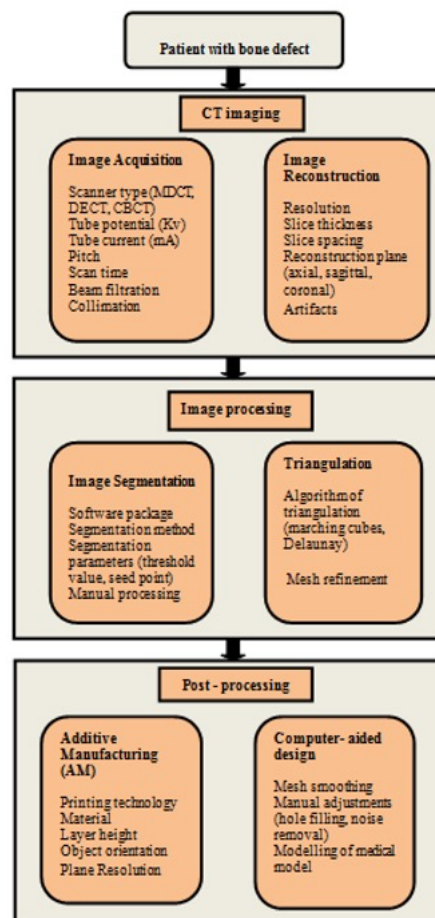 Patient with bone defect
CT imaging
Image Acquisition
Scanner type (MDCT,
DECT, CBCT)
Tube potential (Kv)
Tube current (mA)
Pitch
Scan time
Beam filtration
Collimation
Image
Reconstruction
Resolution
Slice thickness
Slice spacing
Reconstruction plane
(axial, sagittal,
coronal)
Artifacts
Image processing
Image Segmentation
Software package
Segmentation method
Segmentation
parameters (threshold
value, seed point)
Manual processing
Triangulation
Algorithm of
triangulation
(marching cubes,
Delaunay)
Mesh refinement
Post - processing
Additive
Manufacturing
(AM)
Printing technology
Material
Layer height
Object orientation
Plane Resolution
Computer- aided
design
Mesh smoothing
Manual adjustments
(hole filling, noise
removal)
Modelling of medical
model